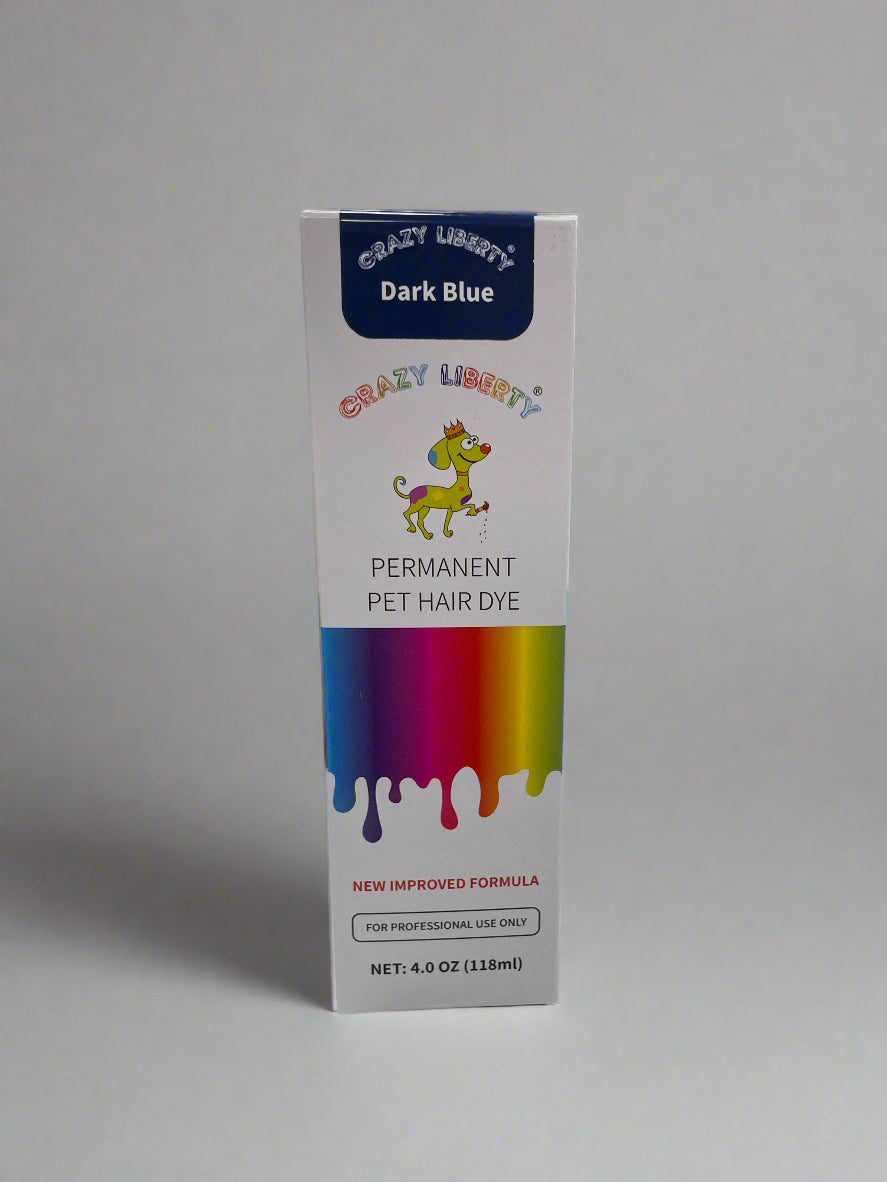 CRAZY LIBERTY®
Dark Blue
CRAZY LIBERTY®
PERMANENT
PET HAIR DYE
NEW IMPROVED FORMULA
FOR PROFESSIONAL USE ONLY
NET: 4.0 OZ (118ml)